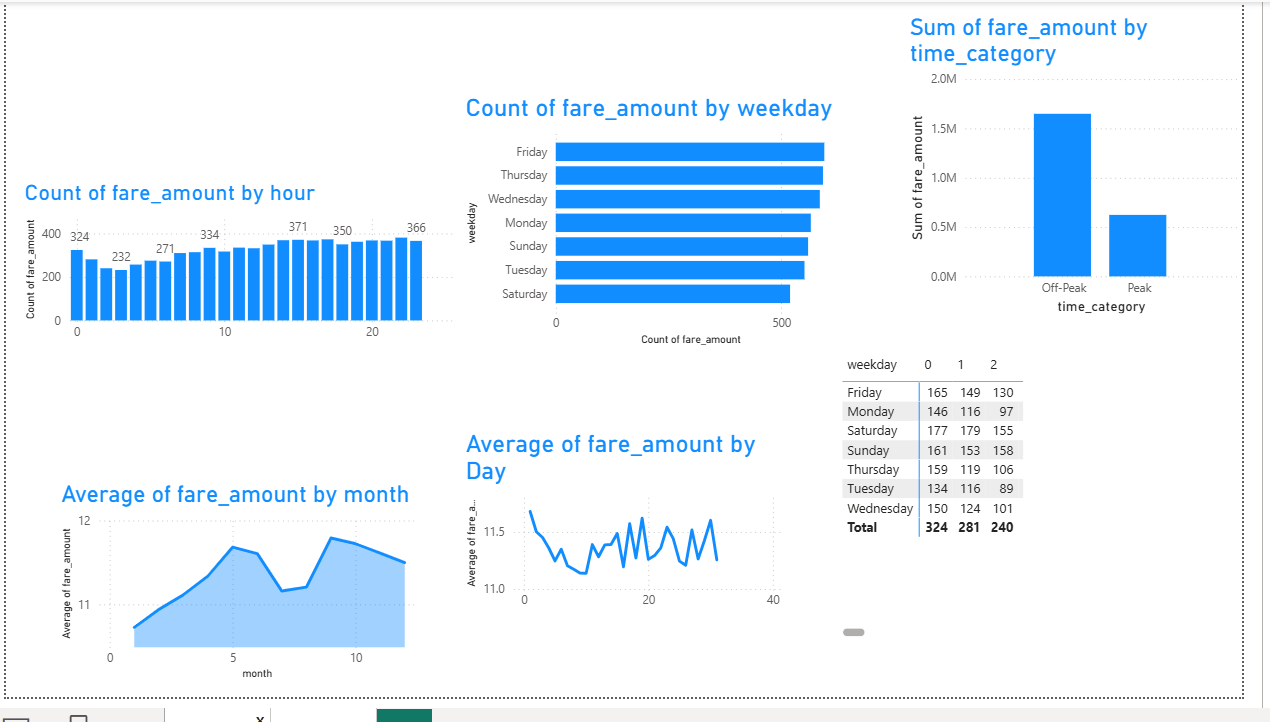 Sum of fare_amount by
time_category
2.0M
1.5M
1.0M
0.5M
0.0M
Sum of fare_amount
Off-Peak Peak
time_category
Count of fare_amount by weekday
weekday
Friday
Thursday
Wednesday
Monday
Sunday
Tuesday
Saturday
0 500
Count of fare_amount
Count of fare_amount by hour
Count of fare_amount
400
200
0
324 232 271 334 371 350 366
0 10 20
weekday 0 1 2
Friday 165 149 130
Monday 146 116 97
Saturday 177 179 155
Sunday 161 153 158
Thursday 159 119 106
Tuesday 134 116 89
Wednesday 150 124 101
Total 324 281 240
Average of fare_amount by month
Average of fare_amount
12
11
0 5 10
month
Average of fare_amount by
Day
Average of fare_a...
11.5
11.0
0 20 40